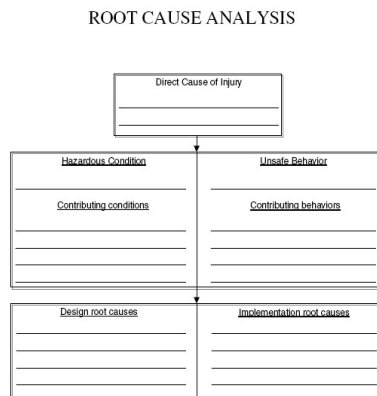 ROOT CAUSE ANALYSIS
Direct Cause of Injury
Hazardous Condition
Unsafe Behavior
Contributing conditions
Contributing behaviors
Design root causes
Implementation root causes